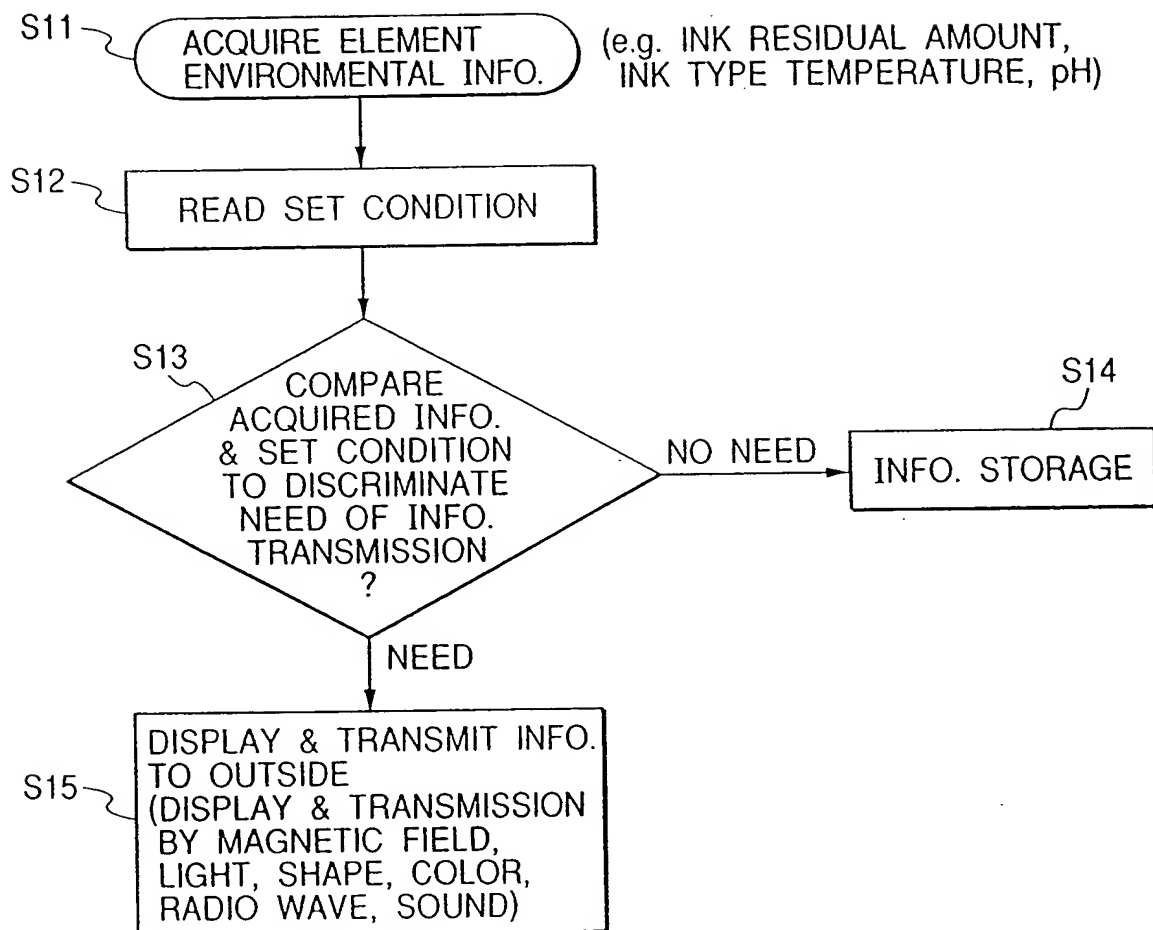 S11
ACQUIRE ELEMENT
ENVIRONMENTAL INFO.
(e.g. INK RESIDUAL AMOUNT,
INK TYPE TEMPERATURE, pH)
S12
READ SET CONDITION
S13
COMPARE
ACQUIRED INFO.
& SET CONDITION
TO DISCRIMINATE
NEED OF INFO.
TRANSMISSION
?
NO NEED
S14
INFO. STORAGE
NEED
S15
DISPLAY & TRANSMIT INFO.
TO OUTSIDE
(DISPLAY & TRANSMISSION
BY MAGNETIC FIELD,
LIGHT, SHAPE, COLOR,
RADIO WAVE, SOUND)